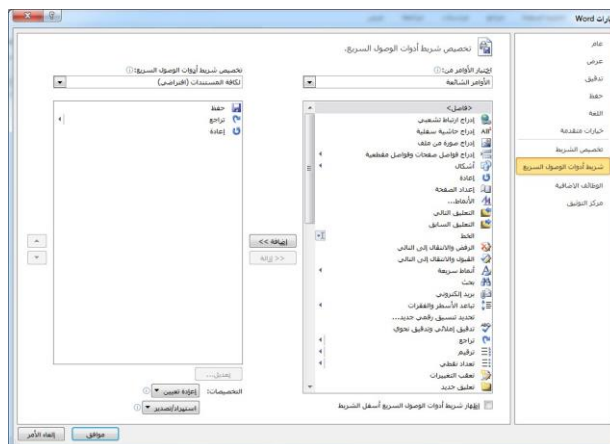 خيارات Word
عام
عرض
تدقيق
حفظ
اللغة
خيارات متقدمة
تخصيص الشريط
شريط أدوات الوصول السريع
الوظائف الاضافية
مركز التوثيق
تخصيص شريط أدوات الوصول السريع.
اختيار الأوامر من:
الأوامر الشائعة
<فاصل>
إدراج ارتباط تشعبي
إدراج حاشية سفلية
إدراج صورة من ملف
إدراج فواصل صفحات وفواصل مقطعية
أشكال
إعادة
إعداد الصفحة
الأنماط...
التعليق التالي
التعليق السابق
الخط
الرفض والانتقال إلى التالي
القبول والانتقال إلى التالي
أنماط سريعة
بحث
بريد إلكتروني
تباعد الأسطر والفقرات
تحديد تنسيق رقمي جديد...
تدقيق إملائي وتدقيق نحوي
تراجع
ترقيم
تعداد نقطي
تعقب التغييرات
تعليق جديد
إظهار شريط أدوات الوصول السريع أسفل الشريط
إضافة >>
<< إزالة
تخصيص شريط أدوات الوصول السريع:
لكافة المستندات (افتراضي)
حفظ
تراجع
إعادة
تعديل...
التخصيصات:
إعادة تعيين
استيراد/تصدير
موافق
إلغاء الأمر